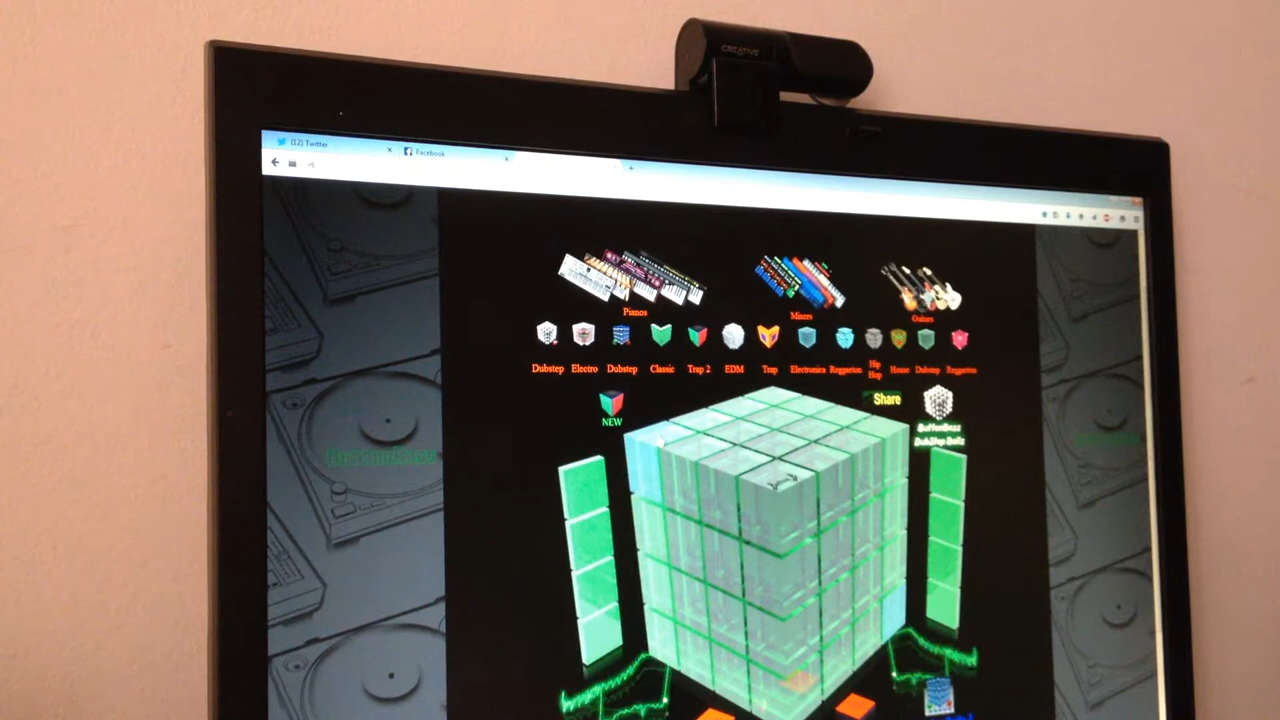 CREATIVE
(12) Twitter
Facebook
Pianos
Mixers
Guitars
Dubstep
Electro
Dubstep
Classic
Trap 2
EDM
Trap
Electronica
Reggaeton
Hip Hop
House
Dubstep
Reggaeton
NEW
Share
ButtonBass
DubStep Balls
ButtonBass